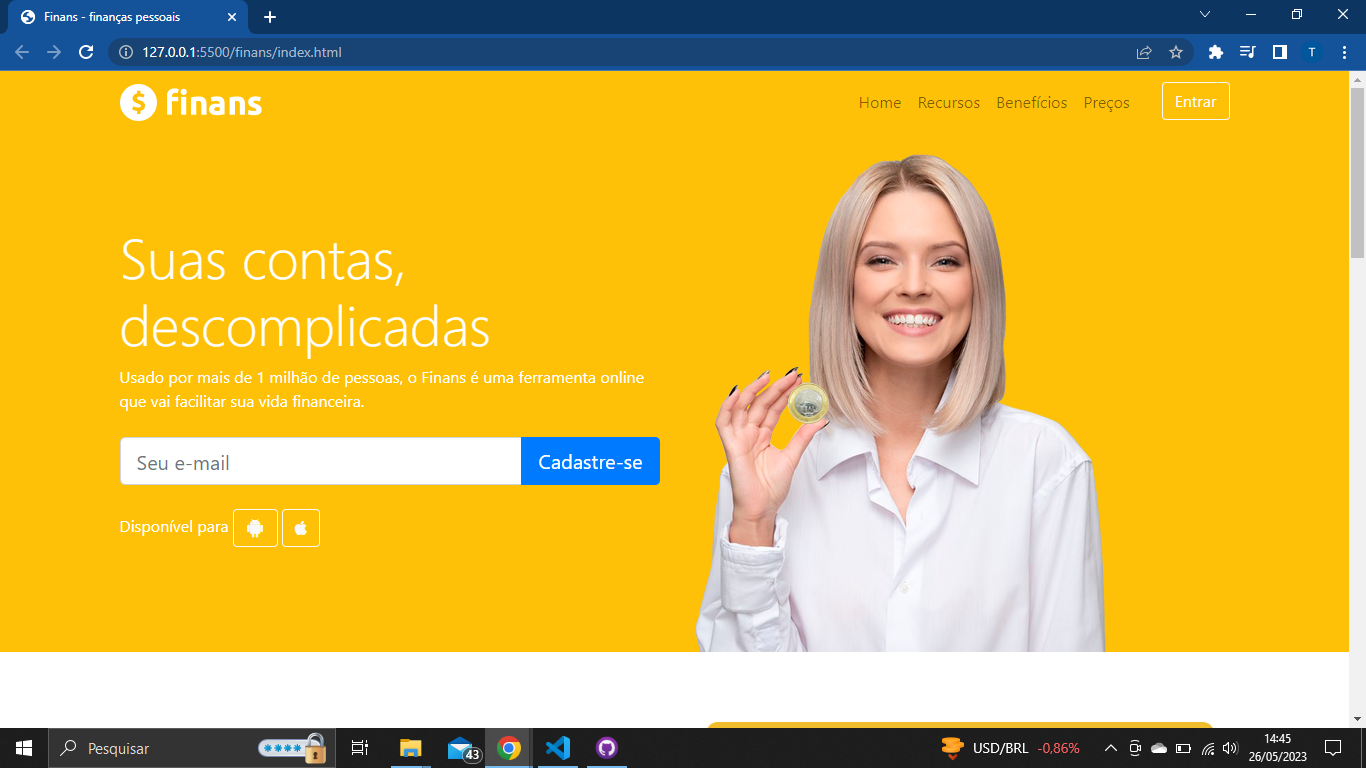 Finans - finanças pessoais
127.0.0.1:5500/finans/index.html
T
finans
Home Recursos Benefícios Preços Entrar
Suas contas,
descomplicadas
Usado por mais de 1 milhão de pessoas, o Finans é uma ferramenta online
que vai facilitar sua vida financeira.
Seu e-mail Cadastre-se
Disponível para
Pesquisar
43
USD/BRL -0,86%
14:45
26/05/2023